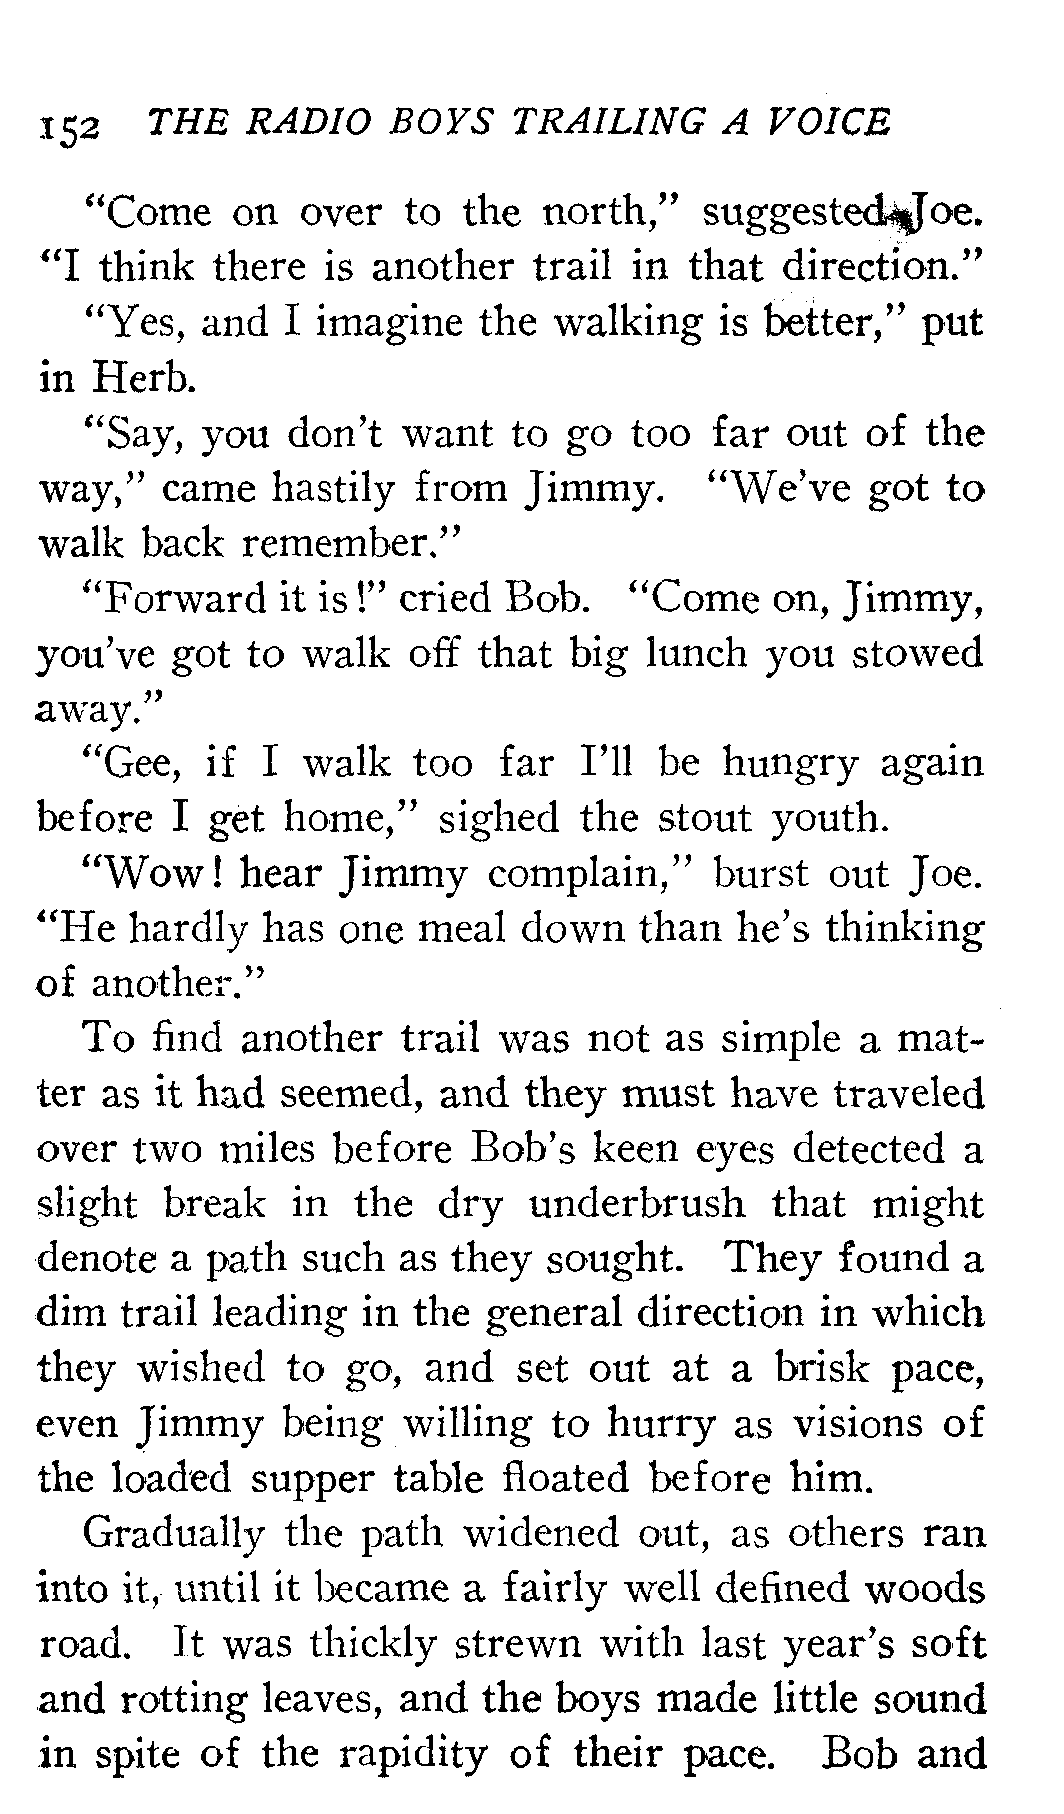 152 THE RADIO BOYS TRAILING A VOICE
“Come on over to the north,” suggested Joe.
“I think there is another trail in that direction.”
“Yes, and I imagine the walking is better,” put
in Herb.
“Say, you don’t want to go too far out of the
way,” came hastily from Jimmy. “We’ve got to
walk back remember.”
“Forward it is!” cried Bob. “Come on, Jimmy,
you’ve got to walk off that big lunch you stowed
away.”
“Gee, if I walk too far I’ll be hungry again
before I get home,” sighed the stout youth.
“Wow! hear Jimmy complain,” burst out Joe.
“He hardly has one meal down than he’s thinking
of another.”
To find another trail was not as simple a mat-
ter as it had seemed, and they must have traveled
over two miles before Bob’s keen eyes detected a
slight break in the dry underbrush that might
denote a path such as they sought. They found a
dim trail leading in the general direction in which
they wished to go, and set out at a brisk pace,
even Jimmy being willing to hurry as visions of
the loaded supper table floated before him.
Gradually the path widened out, as others ran
into it, until it became a fairly well defined woods
road. It was thickly strewn with last year’s soft
and rotting leaves, and the boys made little sound
in spite of the rapidity of their pace. Bob and